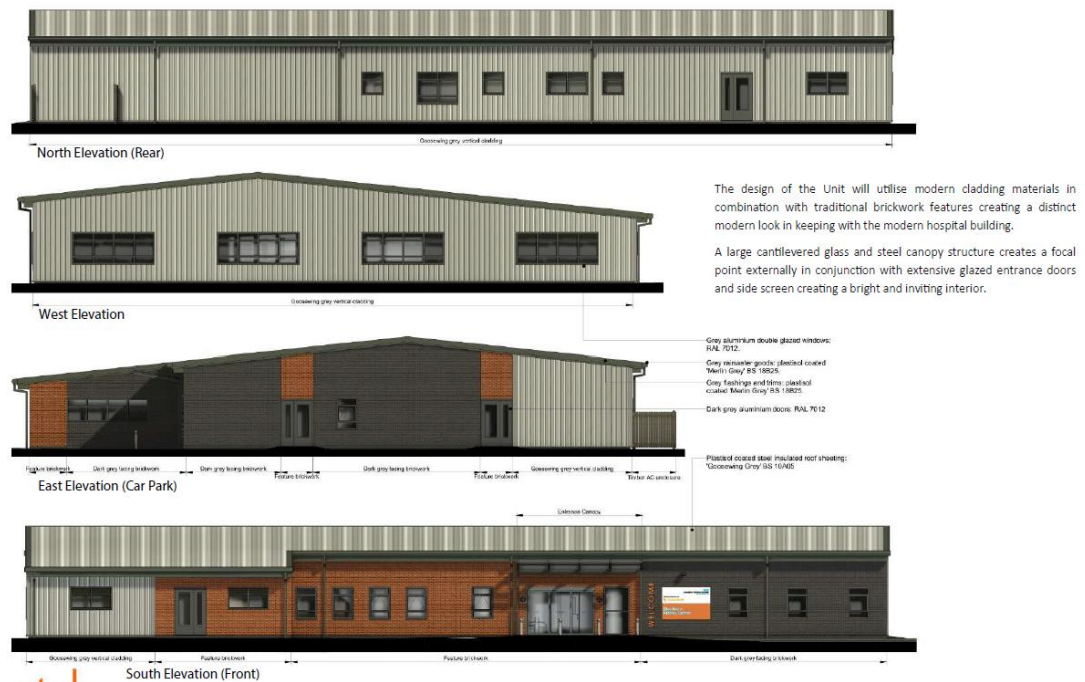 Goosewing grey vertical cladding
North Elevation (Rear)
The design of the Unit will utilise modern cladding materials in
combination with traditional brickwork features creating a distinct
modern look in keeping with the modern hospital building.
A large cantilevered glass and steel canopy structure creates a focal
point externally in conjunction with extensive glazed entrance doors
and side screen creating a bright and inviting interior.
Goosewing grey vertical cladding
West Elevation
Grey aluminium double glazed windows:
RAL 7012.
Grey rainwater goods: plastisol coated
'Merlin Grey' BS 18B25.
Grey flashings and trims: plastisol
coated 'Merlin Grey' BS 18B25.
Dark grey aluminium doors: RAL 7012
Feature brickwork
Dark grey facing brickwork
Dark grey facing brickwork
Feature brickwork
Dark grey facing brickwork
Feature brickwork
Goosewing grey vertical cladding
Timber AC enclosure
East Elevation (Car Park)
Plastisol coated steel insulated roof sheeting:
'Goosewing Grey' BS 10A05
Entrance Canopy
WELCOME
Goosewing grey vertical cladding
Feature brickwork
Feature brickwork
Dark grey facing brickwork
South Elevation (Front)